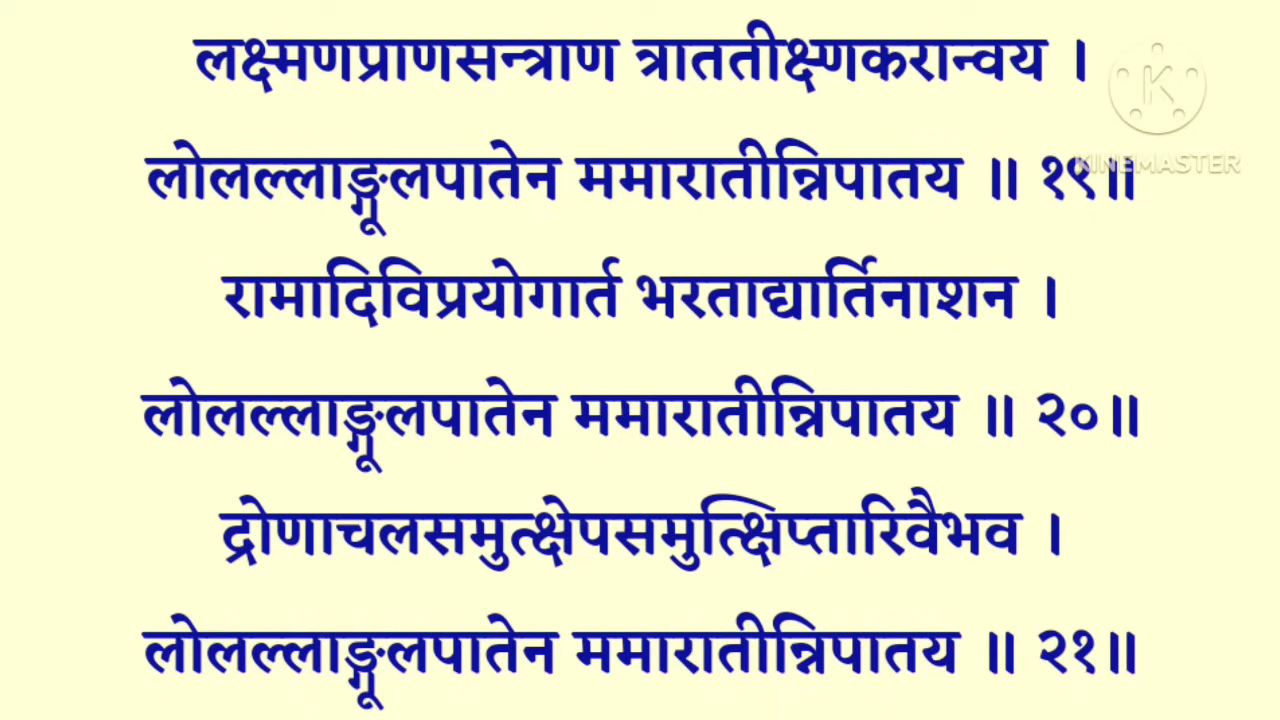 लक्ष्मणप्राणसन्त्राण त्राततीक्ष्णकरान्वय ।
KINEMASTER
लोलल्लाङ्गूलपातेन ममारातीन्निपातय ॥ १९॥
रामादिविप्रयोगार्त भरताद्यार्तिनाशन ।
लोलल्लाङ्गूलपातेन ममारातीन्निपातय ॥ २०॥
द्रोणाचलसमुत्क्षेपसमुत्क्षिप्तारिवैभव ।
लोलल्लाङ्गूलपातेन ममारातीन्निपातय ॥ २१॥